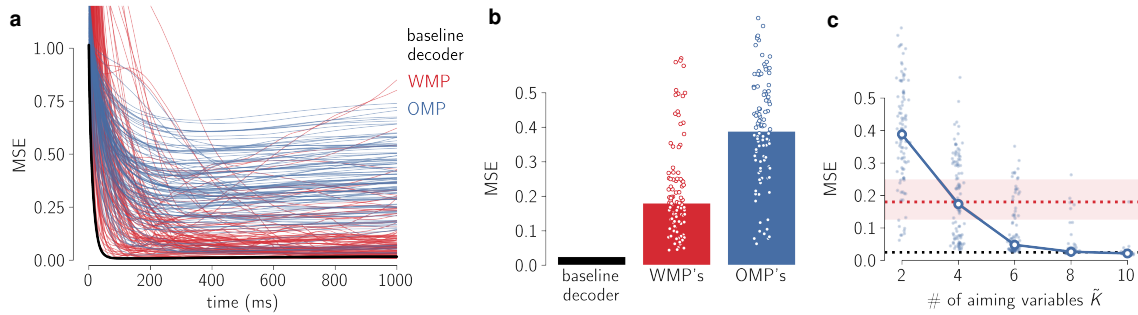 a
MSE
1.00
0.75
0.50
0.25
0.00
0 200 400 600 800 1000
time (ms)
baseline
decoder
WMP
OMP
b
MSE
0.5
0.4
0.3
0.2
0.1
0.0
baseline
decoder
WMP's
OMP's
c
MSE
0.5
0.4
0.3
0.2
0.1
0.0
2 4 6 8 10
# of aiming variables K̃